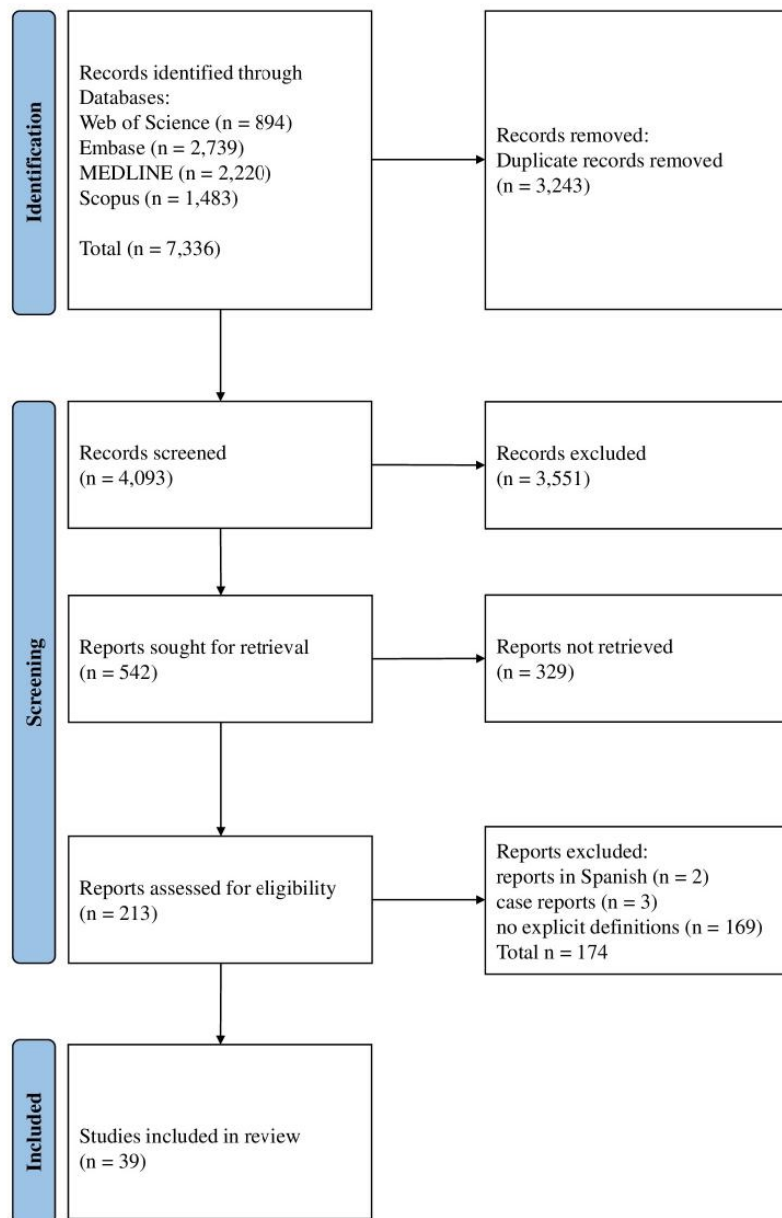 Identification
Records identified through
Databases:
Web of Science (n = 894)
Embase (n = 2,739)
MEDLINE (n = 2,220)
Scopus (n = 1,483)
Total (n = 7,336)
Records removed:
Duplicate records removed
(n = 3,243)
Screening
Records screened
(n = 4,093)
Records excluded
(n = 3,551)
Reports sought for retrieval
(n = 542)
Reports not retrieved
(n = 329)
Reports assessed for eligibility
(n = 213)
Reports excluded:
reports in Spanish (n = 2)
case reports (n = 3)
no explicit definitions (n = 169)
Total n = 174
Included
Studies included in review
(n = 39)